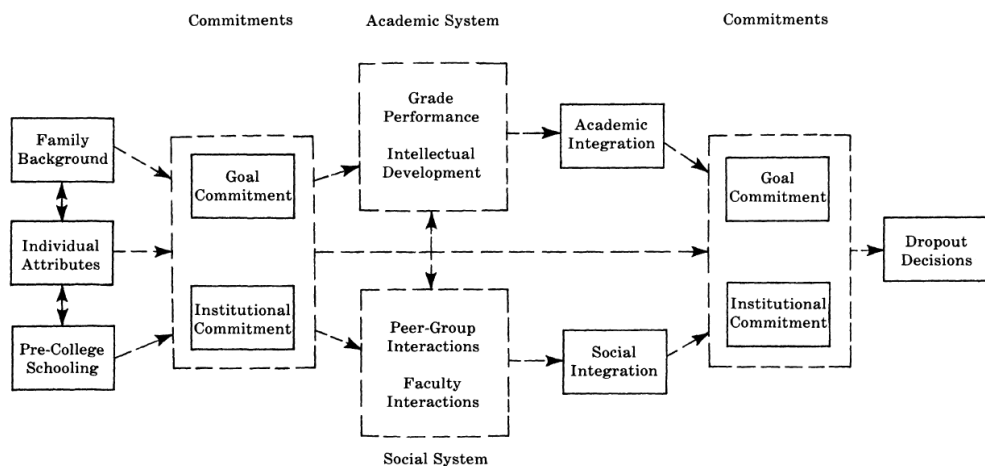 Commitments
Academic System
Commitments
Family
Background
Individual
Attributes
Pre-College
Schooling
Goal
Commitment
Institutional
Commitment
Grade
Performance
Intellectual
Development
Peer-Group
Interactions
Faculty
Interactions
Social System
Academic
Integration
Social
Integration
Goal
Commitment
Institutional
Commitment
Dropout
Decisions